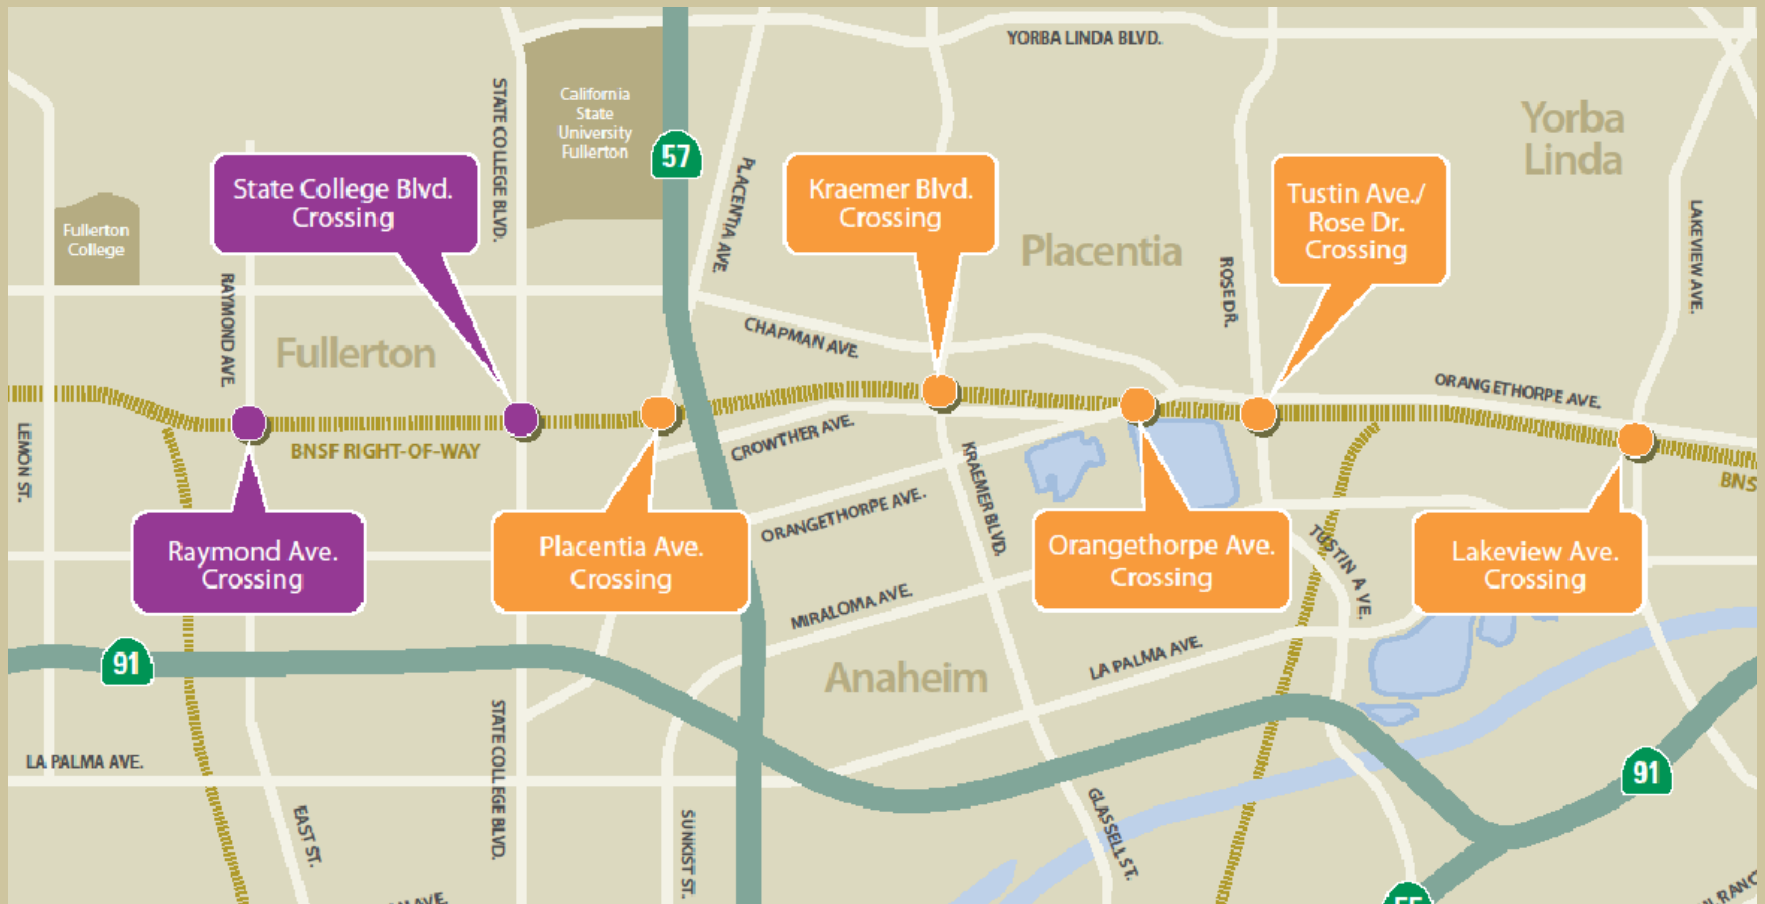 YORBA LINDA BLVD.
California
State
University
Fullerton
STATE COLLEGE BLVD.
57
Yorba
Linda
PLACENTIA AVE.
State College Blvd.
Crossing
Kraemer Blvd.
Crossing
Tustin Ave./
Rose Dr.
Crossing
Fullerton
College
Placentia
LAKEVIEW AVE.
RAYMOND AVE.
ROSE DR.
Fullerton
CHAPMAN AVE.
ORANGETHORPE AVE.
LEMON ST.
BNSF RIGHT-OF-WAY
CROWTHER AVE.
KRAEMER BLVD.
BNS
ORANGETHORPE AVE.
Raymond Ave.
Crossing
Placentia Ave.
Crossing
Orangethorpe Ave.
Crossing
TUSTIN AVE.
Lakeview Ave.
Crossing
MIRALOMA AVE.
91
Anaheim
LA PALMA AVE.
STATE COLLEGE BLVD.
LA PALMA AVE.
91
EAST ST.
SUNKIST ST.
GLASSELL ST.
AVE.
55